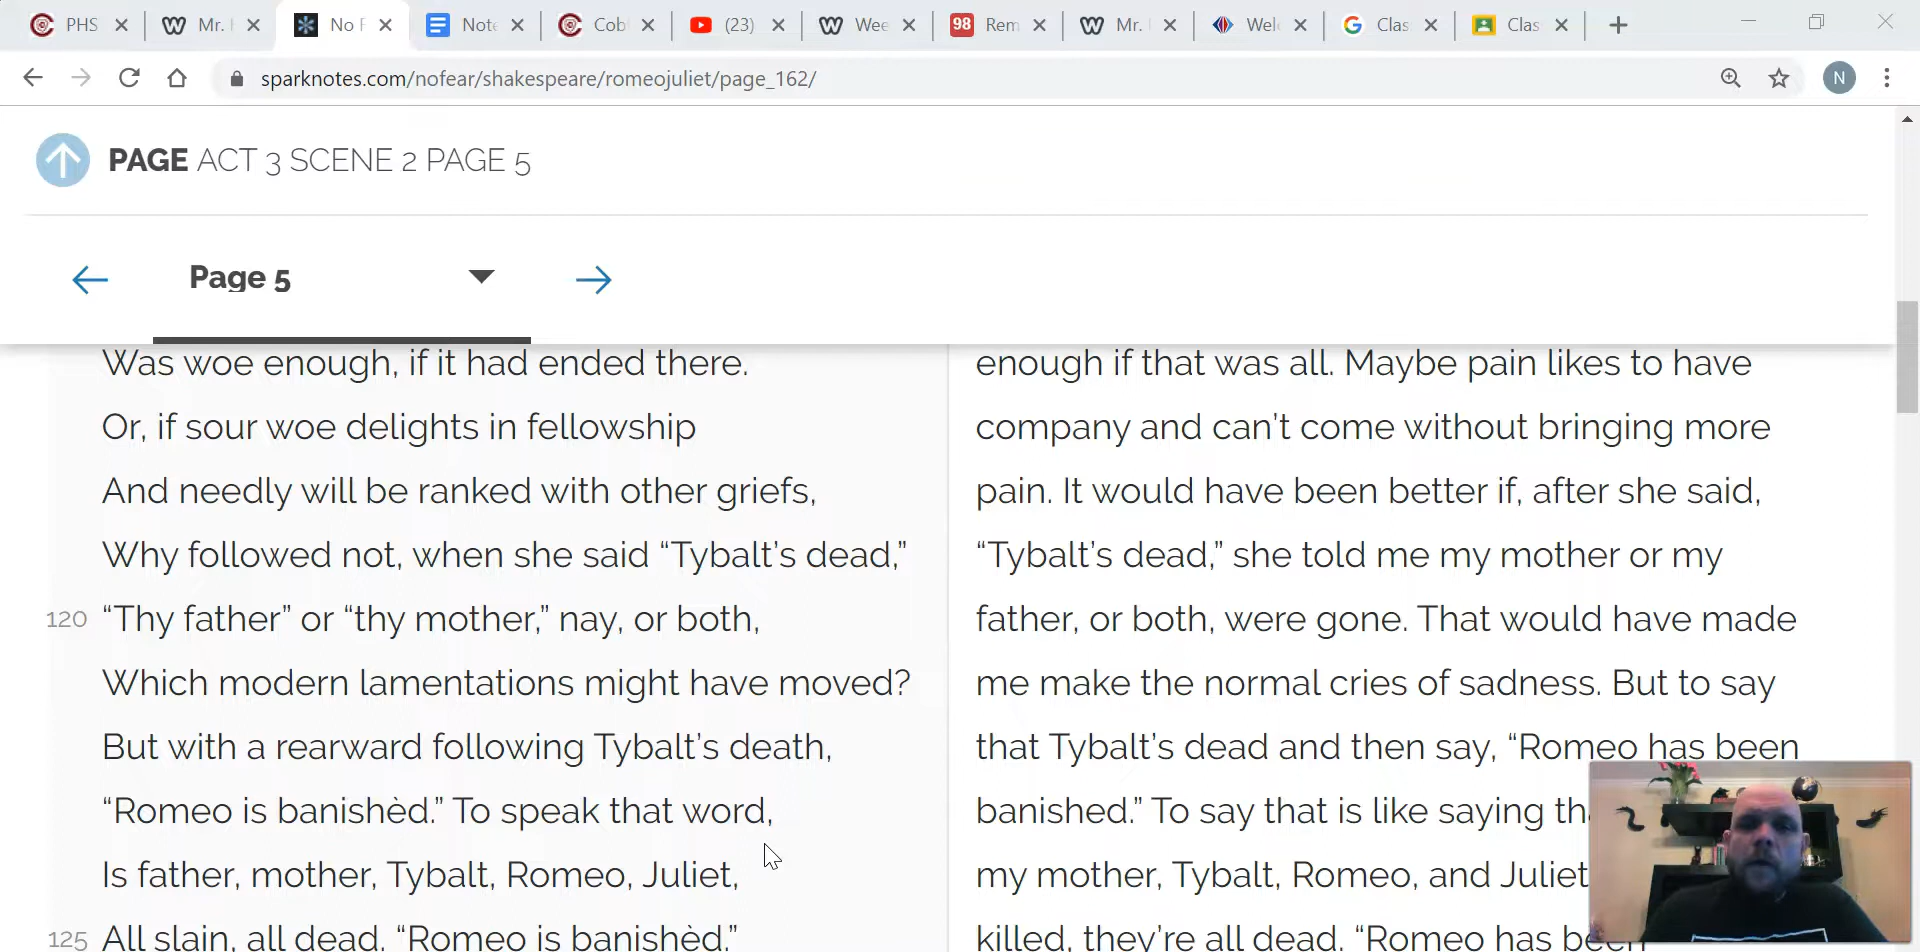 PHS
Mr.
No F
Note
Cob
(23)
Wee
98 Rem
Mr.
Wel
Clas
Clas
sparknotes.com/nofear/shakespeare/romeojuliet/page_162/
N
PAGE ACT 3 SCENE 2 PAGE 5
Page 5
Was woe enough, if it had ended there.
Or, if sour woe delights in fellowship
And needly will be ranked with other griefs,
Why followed not, when she said “Tybalt’s dead,”
120 “Thy father” or “thy mother,” nay, or both,
Which modern lamentations might have moved?
But with a rearward following Tybalt’s death,
“Romeo is banishèd.” To speak that word,
Is father, mother, Tybalt, Romeo, Juliet,
125 All slain, all dead. “Romeo is banishèd.”
enough if that was all. Maybe pain likes to have
company and can’t come without bringing more
pain. It would have been better if, after she said,
“Tybalt’s dead,” she told me my mother or my
father, or both, were gone. That would have made
me make the normal cries of sadness. But to say
that Tybalt’s dead and then say, “Romeo has been
banished.” To say that is like saying
my mother, Tybalt, Romeo, and Juliet
killed, they’re all dead. “Romeo has been